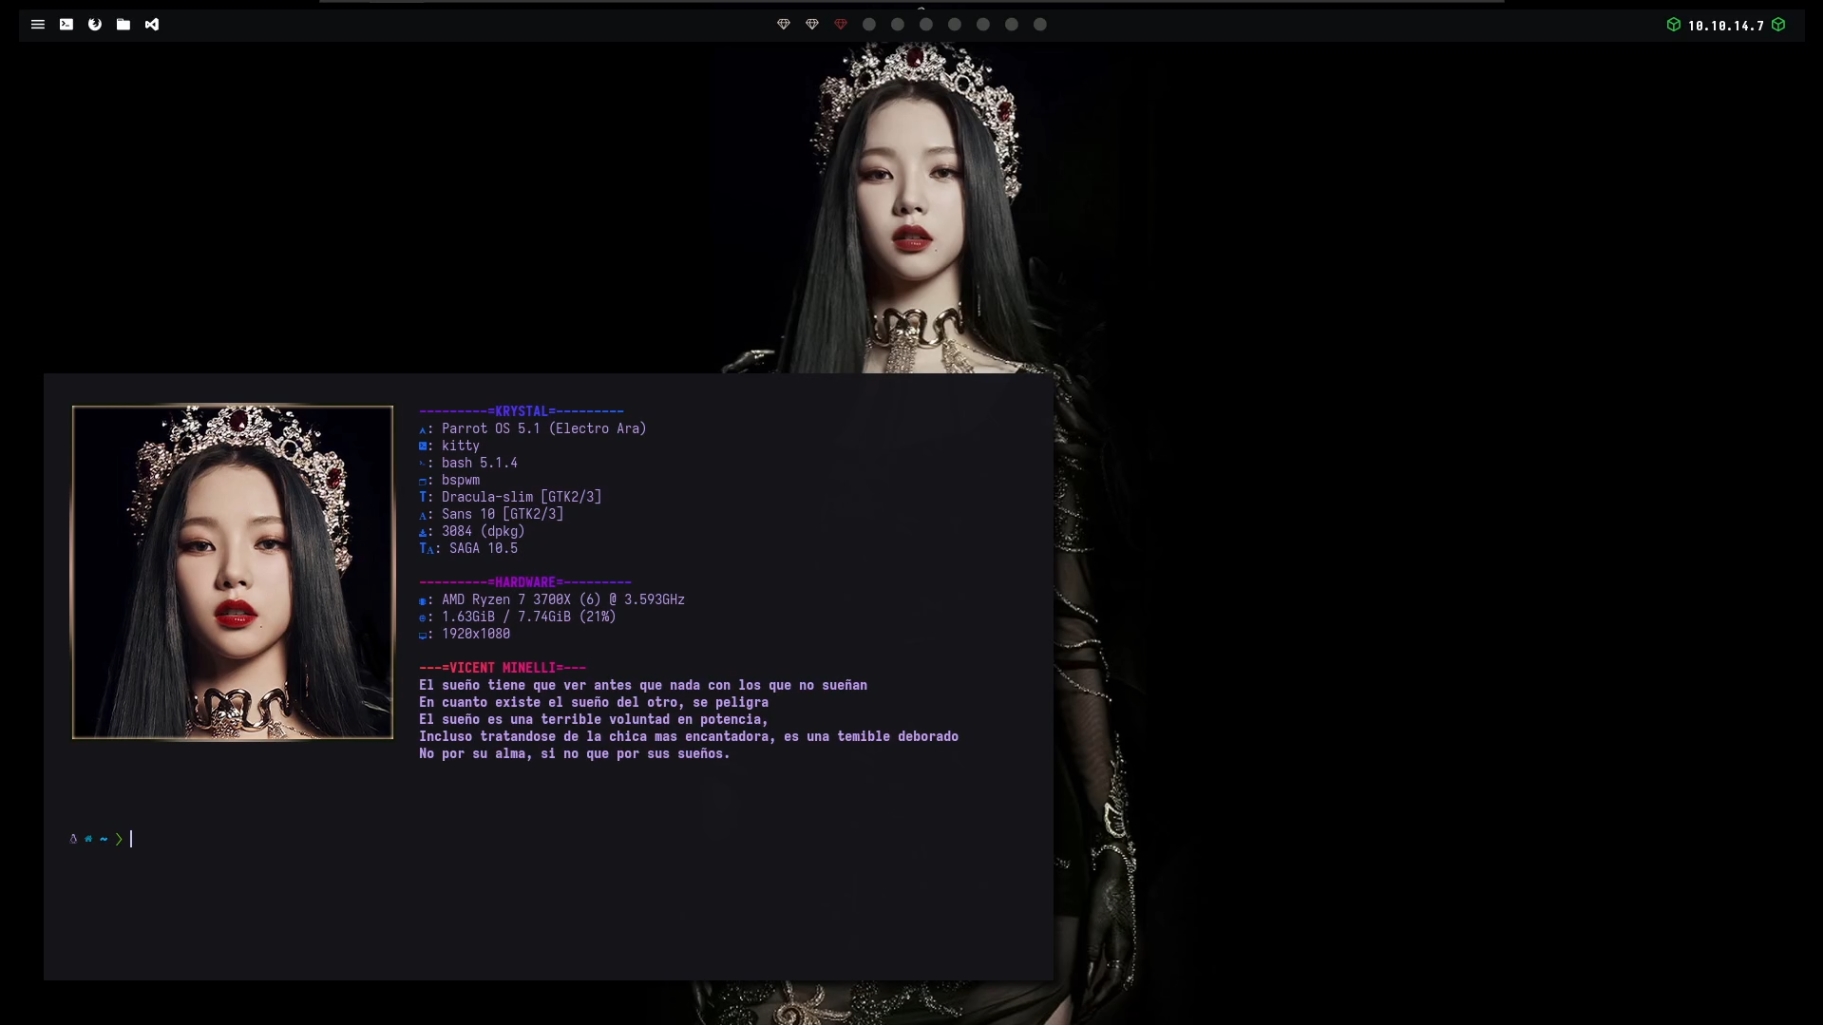 10.10.14.7
---------=KRYSTAL=---------
: Parrot OS 5.1 (Electro Ara)
: kitty
: bash 5.1.4
: bspwm
T: Dracula-slim [GTK2/3]
A: Sans 10 [GTK2/3]
: 3084 (dpkg)
TA: SAGA 10.5
---------=HARDWARE=---------
: AMD Ryzen 7 3700X (6) @ 3.593GHz
: 1.63GiB / 7.74GiB (21%)
: 1920x1080
---=VICENT MINELLI=---
El sueño tiene que ver antes que nada con los que no sueñan
En cuanto existe el sueño del otro, se peligra
El sueño es una terrible voluntad en potencia,
Incluso tratandose de la chica mas encantadora, es una temible deborado
No por su alma, si no que por sus sueños.
~ ❯